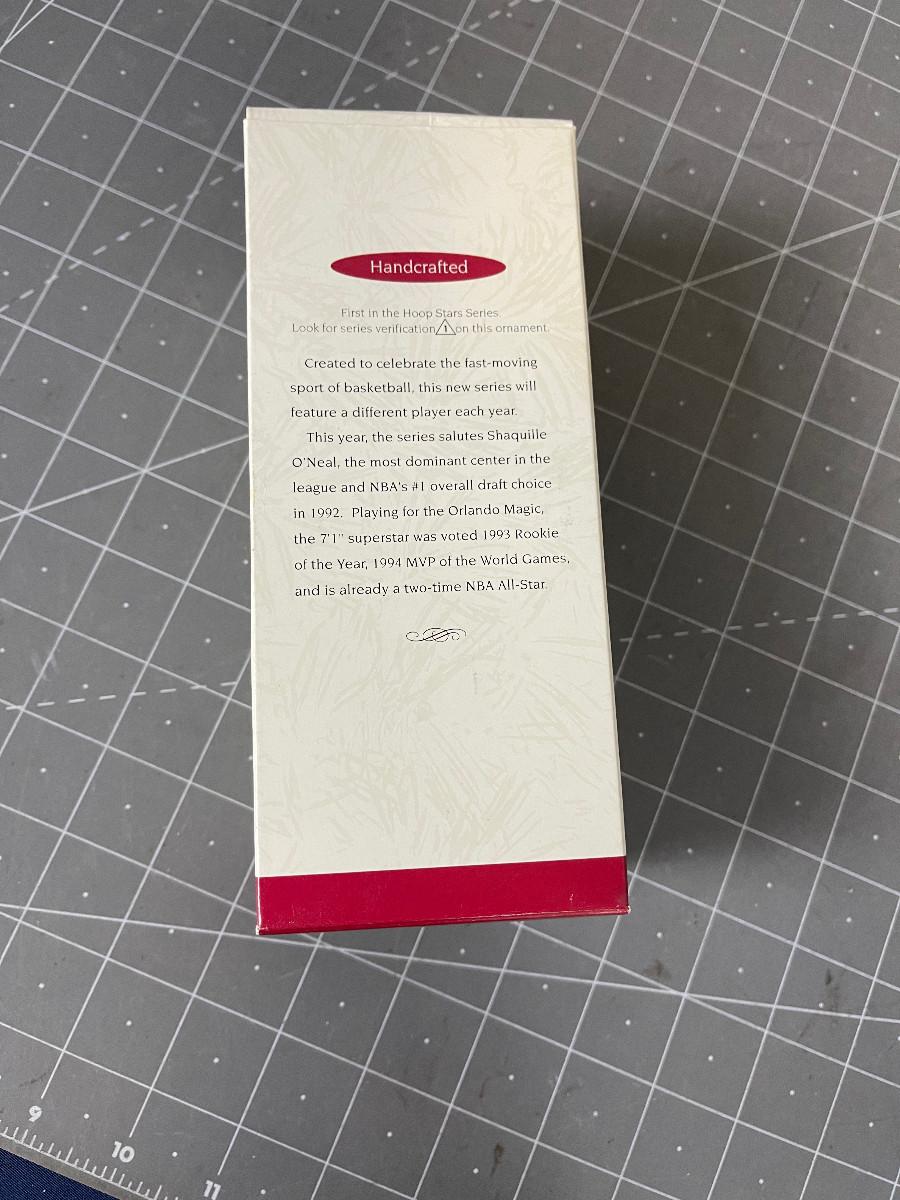 Handcrafted
First in the Hoop Stars Series.
Look for series verification 1 on this ornament.
Created to celebrate the fast-moving
sport of basketball, this new series will
feature a different player each year.
This year, the series salutes Shaquille
O'Neal, the most dominant center in the
league and NBA's #1 overall draft choice
in 1992. Playing for the Orlando Magic,
the 7'1" superstar was voted 1993 Rookie
of the Year, 1994 MVP of the World Games,
and is already a two-time NBA All-Star.
9
10
11